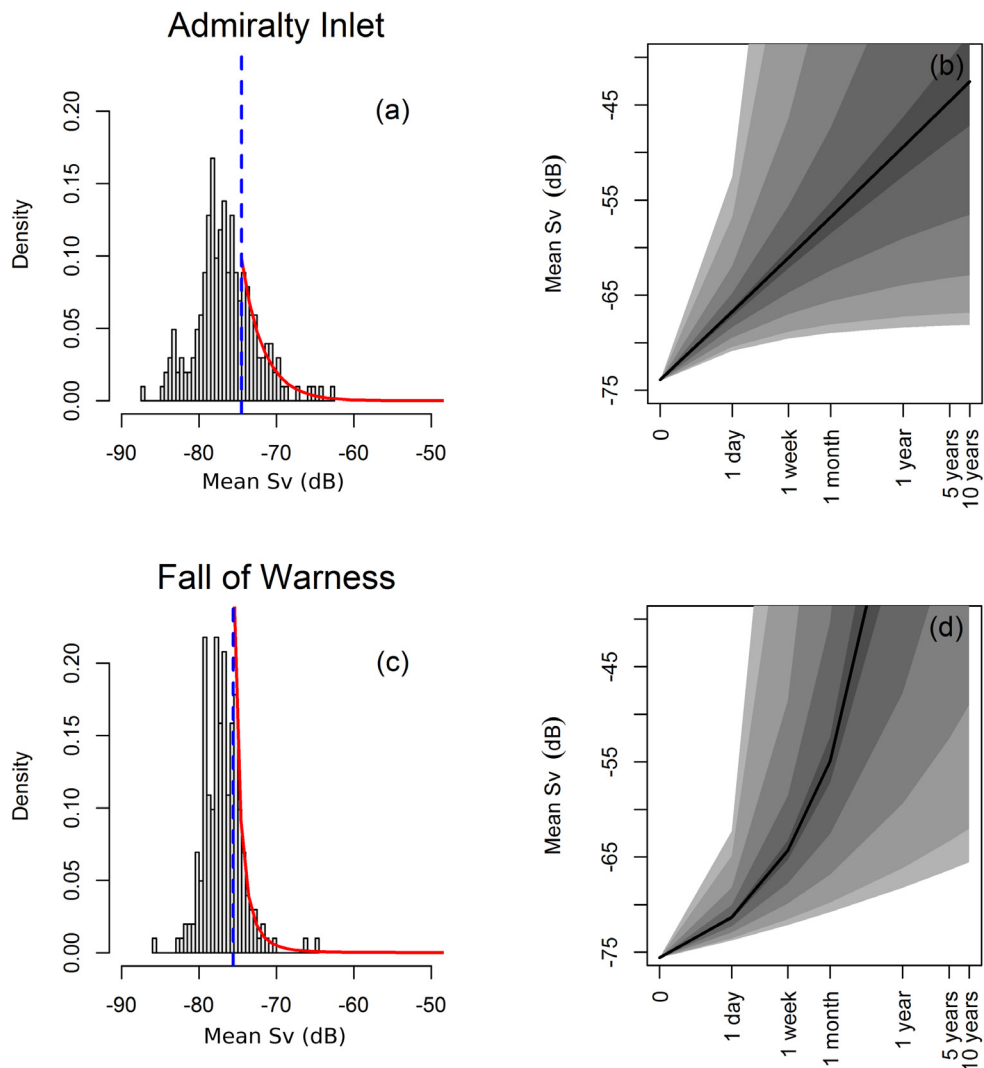 Admiralty Inlet
(a)
Density
0.00
0.05
0.10
0.15
0.20
-90
-80
-70
-60
-50
Mean Sv (dB)
(b)
Mean Sv (dB)
-75
-65
-55
-45
0
1 day
1 week
1 month
1 year
5 years
10 years
Fall of Warness
(c)
Density
0.00
0.05
0.10
0.15
0.20
-90
-80
-70
-60
-50
Mean Sv (dB)
(d)
Mean Sv (dB)
-75
-65
-55
-45
0
1 day
1 week
1 month
1 year
5 years
10 years